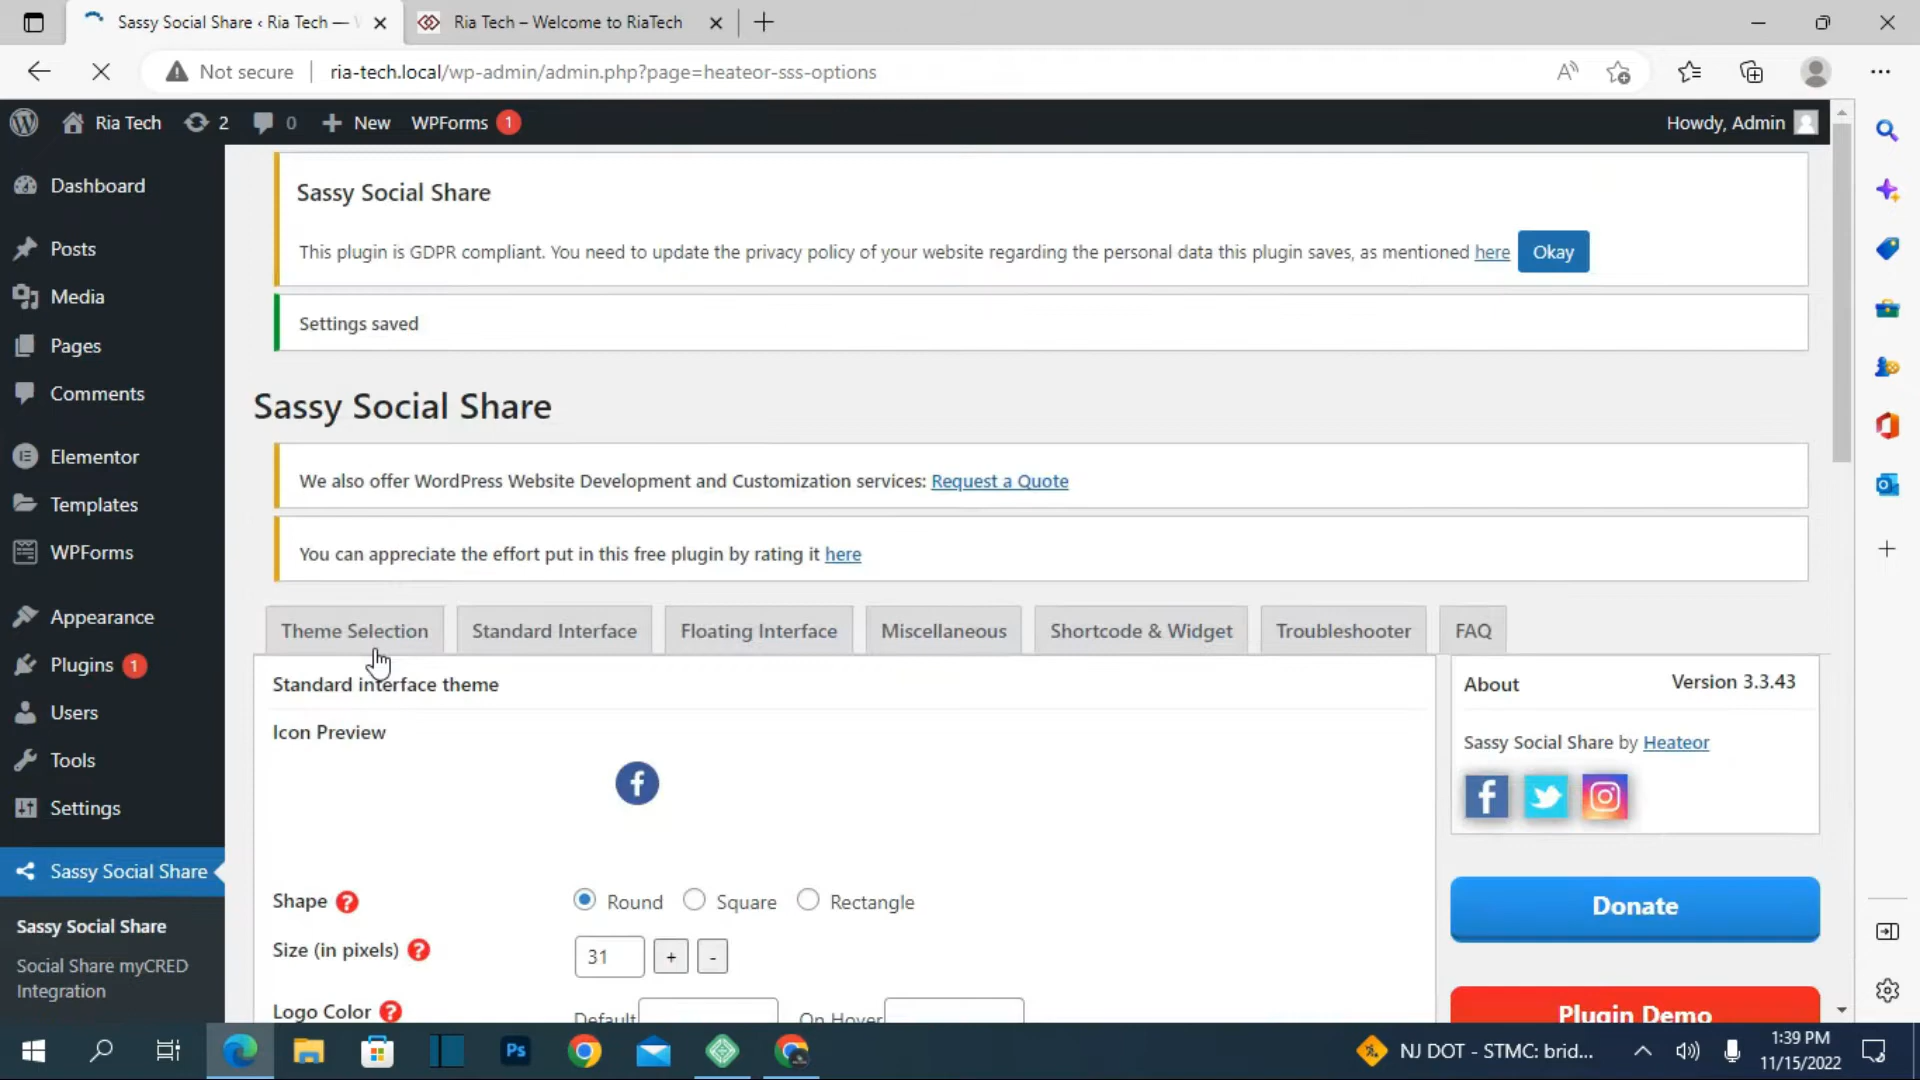 Sassy Social Share ‹ Ria Tech —
Ria Tech – Welcome to RiaTech
Not secure
ria-tech.local/wp-admin/admin.php?page=heateor-sss-options
Ria Tech
2
0
New
WPForms 1
Howdy, Admin
Dashboard
Posts
Media
Pages
Comments
Elementor
Templates
WPForms
Appearance
Plugins 1
Users
Tools
Settings
Sassy Social Share
Sassy Social Share
Social Share myCRED
Integration
Sassy Social Share
This plugin is GDPR compliant. You need to update the privacy policy of your website regarding the personal data this plugin saves, as mentioned here Okay
Settings saved
Sassy Social Share
We also offer WordPress Website Development and Customization services: Request a Quote
You can appreciate the effort put in this free plugin by rating it here
Theme Selection
Standard Interface
Floating Interface
Miscellaneous
Shortcode & Widget
Troubleshooter
FAQ
Standard interface theme
Icon Preview
Shape ?
Round Square Rectangle
Size (in pixels) ?
31 + -
Logo Color ?
Default
On Hover
About
Version 3.3.43
Sassy Social Share by Heateor
Donate
Plugin Demo
Ps
NJ DOT - STMC: brid...
1:39 PM
11/15/2022